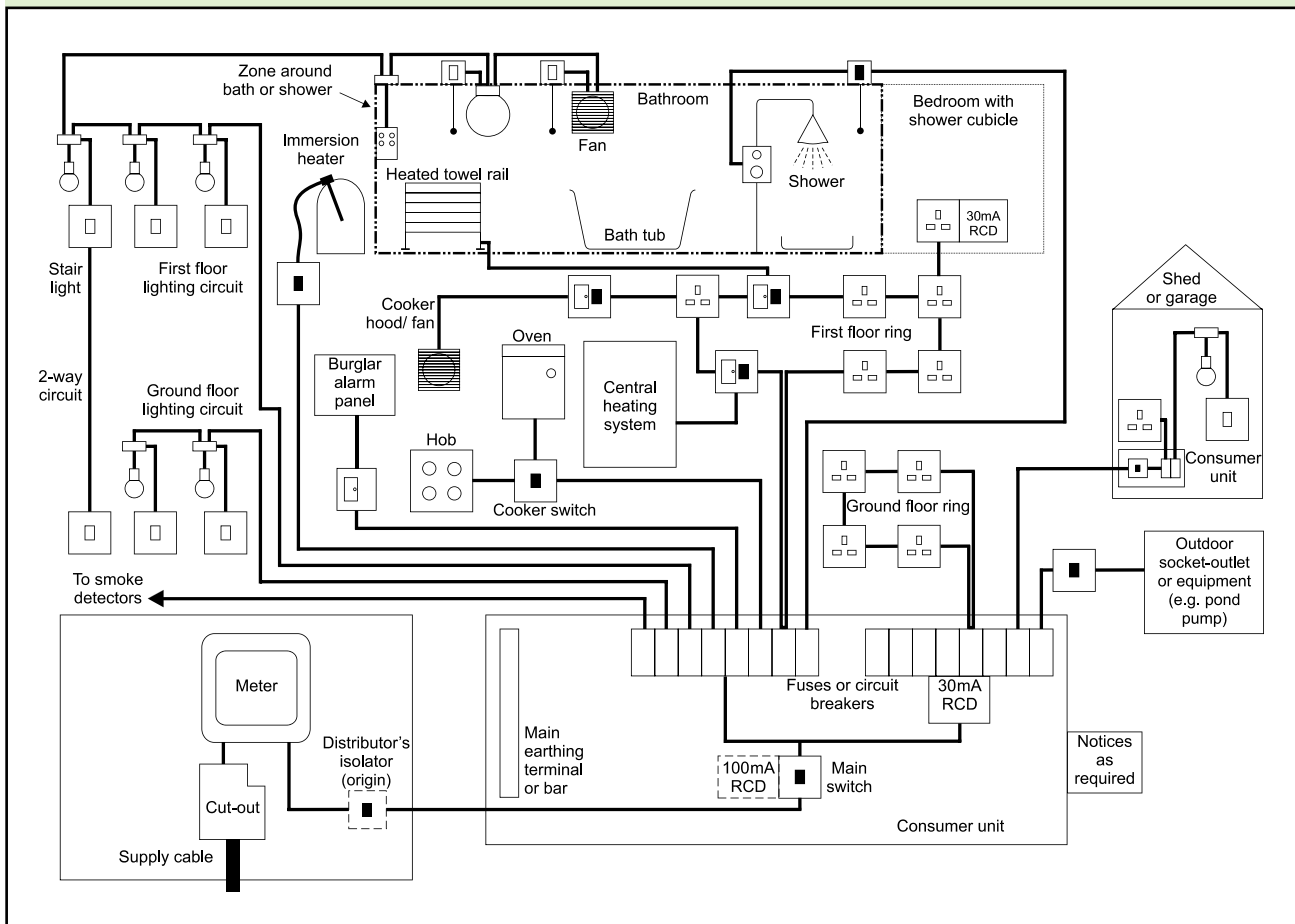 Zone around
bath or shower
Bathroom
Bedroom with
shower cubicle
Immersion
heater
Fan
Heated towel rail
Shower
Bath tub
30mA
RCD
Stair
light
First floor
lighting circuit
Cooker
hood/ fan
First floor ring
Shed
or garage
Oven
2-way
circuit
Ground floor
lighting circuit
Burglar
alarm
panel
Central
heating
system
Hob
Cooker switch
Ground floor ring
Consumer
unit
To smoke
detectors
Outdoor
socket-outlet
or equipment
(e.g. pond
pump)
Meter
Fuses or circuit
breakers
30mA
RCD
Distributor's
isolator
(origin)
Main
earthing
terminal
or bar
100mA
RCD
Main
switch
Notices
as
required
Cut-out
Consumer unit
Supply cable